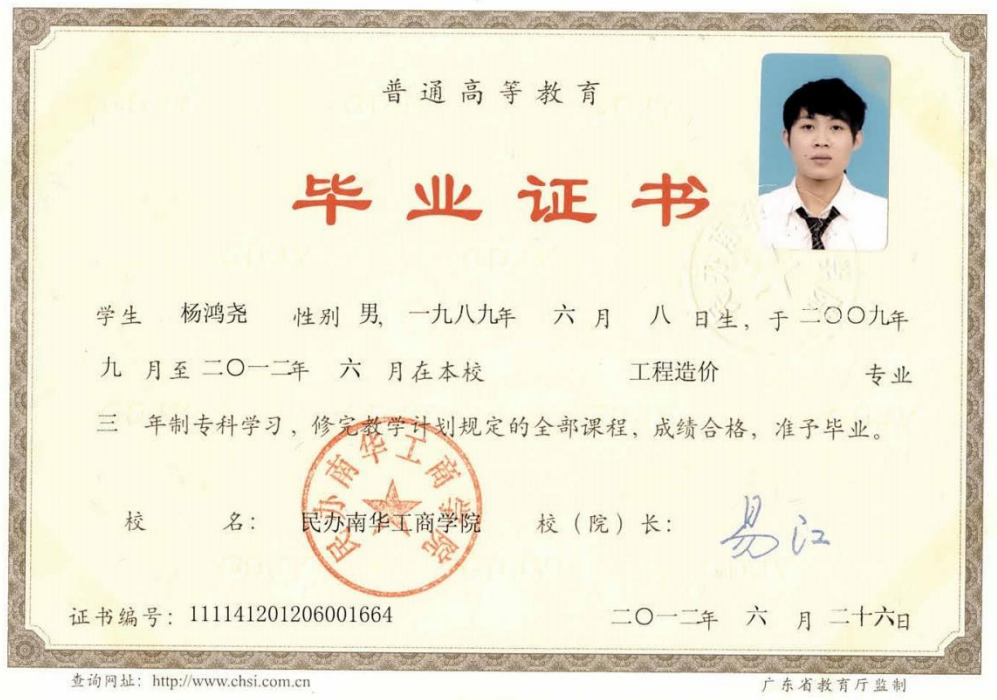 普通高等教育
毕业证书
学生 杨鸿尧 性别 男, 一九八九年 六 月 八 日生, 于 二〇〇九年
九 月至 二〇一二年 六 月在本校 工程造价 专业
三 年制专科学习, 修完教学计划规定的全部课程, 成绩合格, 准予毕业。
民办南华工商学院
校 名: 民办南华工商学院 校(院)长: 易江
证书编号: 111141201206001664 二〇一二年 六 月 二十六日
查询网址: http://www.chsi.com.cn 广东省教育厅监制